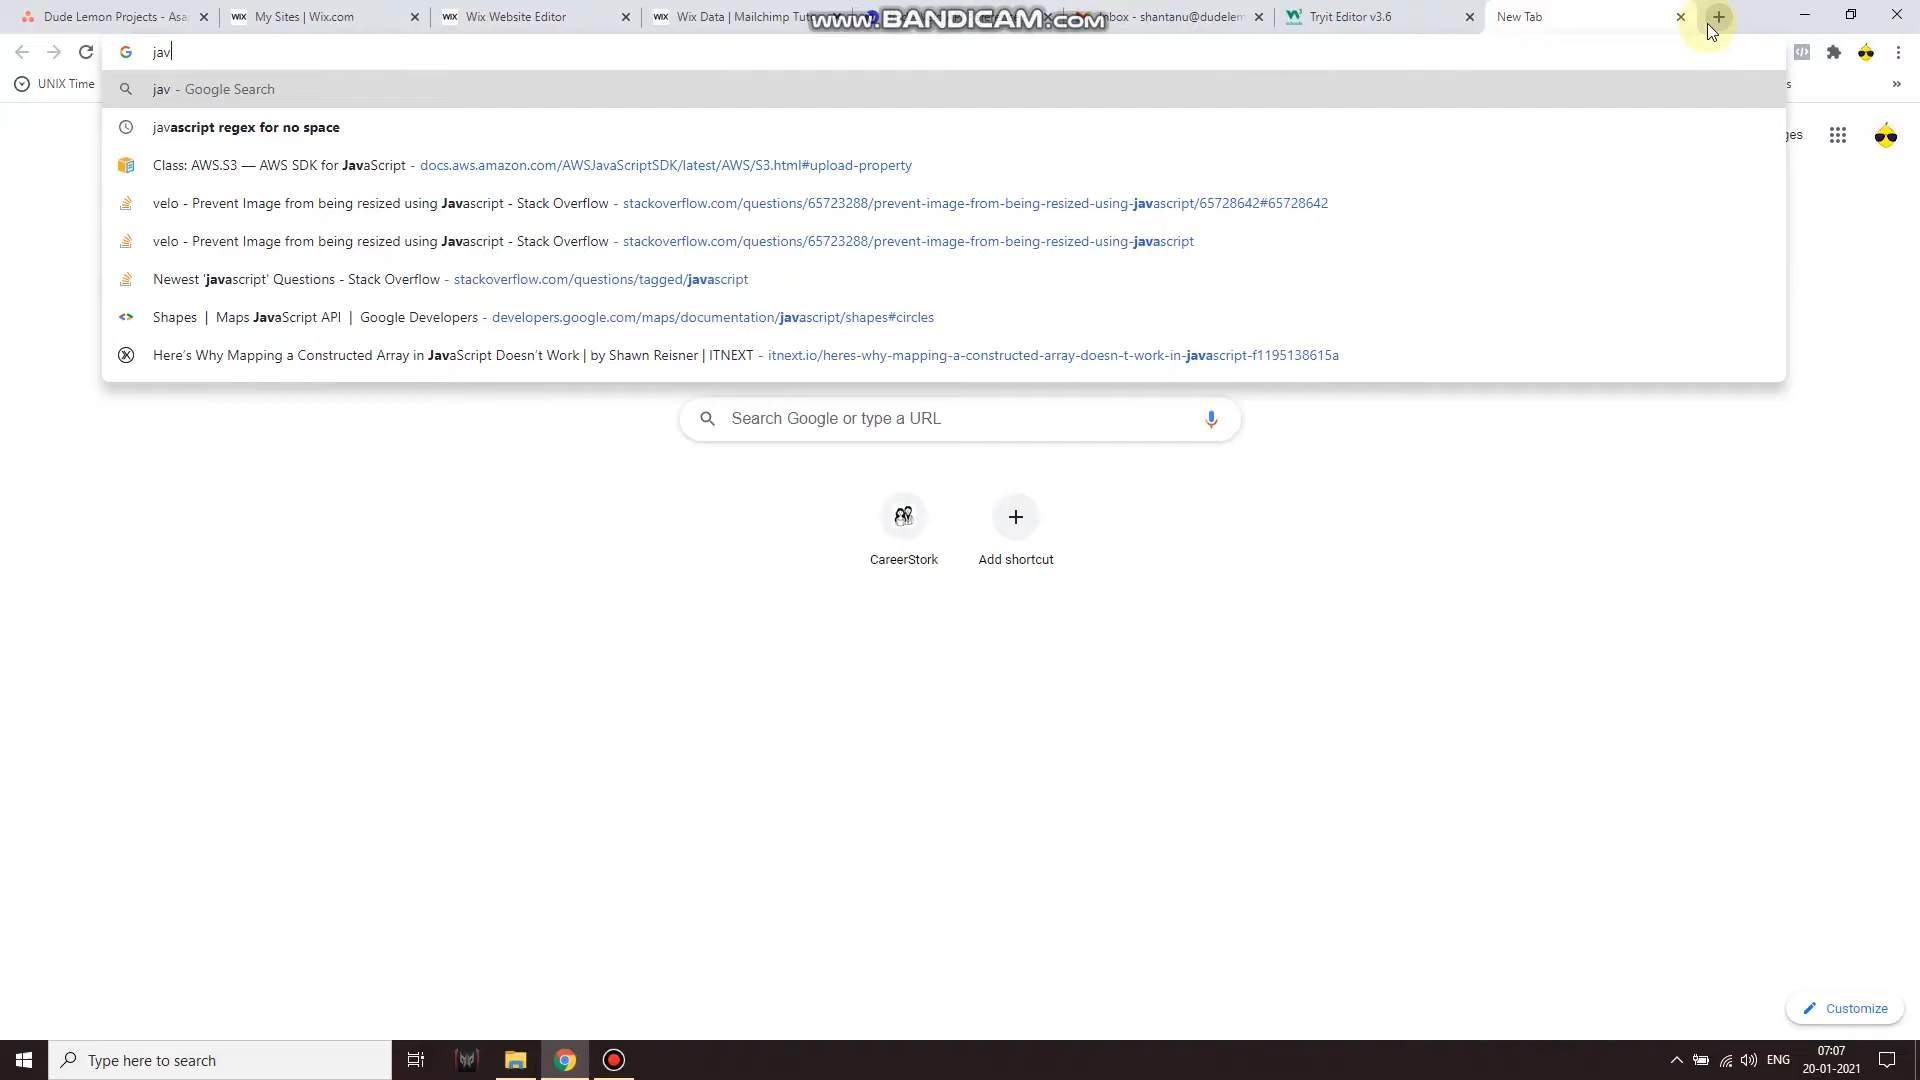 Dude Lemon Projects - Asa
My Sites | Wix.com
Wix Website Editor
Wix Data | Mailchimp Tut
www.BANDICAM.com
Inbox - shantanu@dudelem
Tryit Editor v3.6
New Tab
jav
UNIX Time
jav - Google Search
javascript regex for no space
Class: AWS.S3 — AWS SDK for JavaScript - docs.aws.amazon.com/AWSJavaScriptSDK/latest/AWS/S3.html#upload-property
velo - Prevent Image from being resized using Javascript - Stack Overflow - stackoverflow.com/questions/65723288/prevent-image-from-being-resized-using-javascript/65728642#65728642
velo - Prevent Image from being resized using Javascript - Stack Overflow - stackoverflow.com/questions/65723288/prevent-image-from-being-resized-using-javascript
Newest 'javascript' Questions - Stack Overflow - stackoverflow.com/questions/tagged/javascript
Shapes | Maps JavaScript API | Google Developers - developers.google.com/maps/documentation/javascript/shapes#circles
Here's Why Mapping a Constructed Array in JavaScript Doesn't Work | by Shawn Reisner | ITNEXT - itnext.io/heres-why-mapping-a-constructed-array-doesn-t-work-in-javascript-f1195138615a
Search Google or type a URL
CareerStork
Add shortcut
Customize
Type here to search
ENG
07:07
20-01-2021